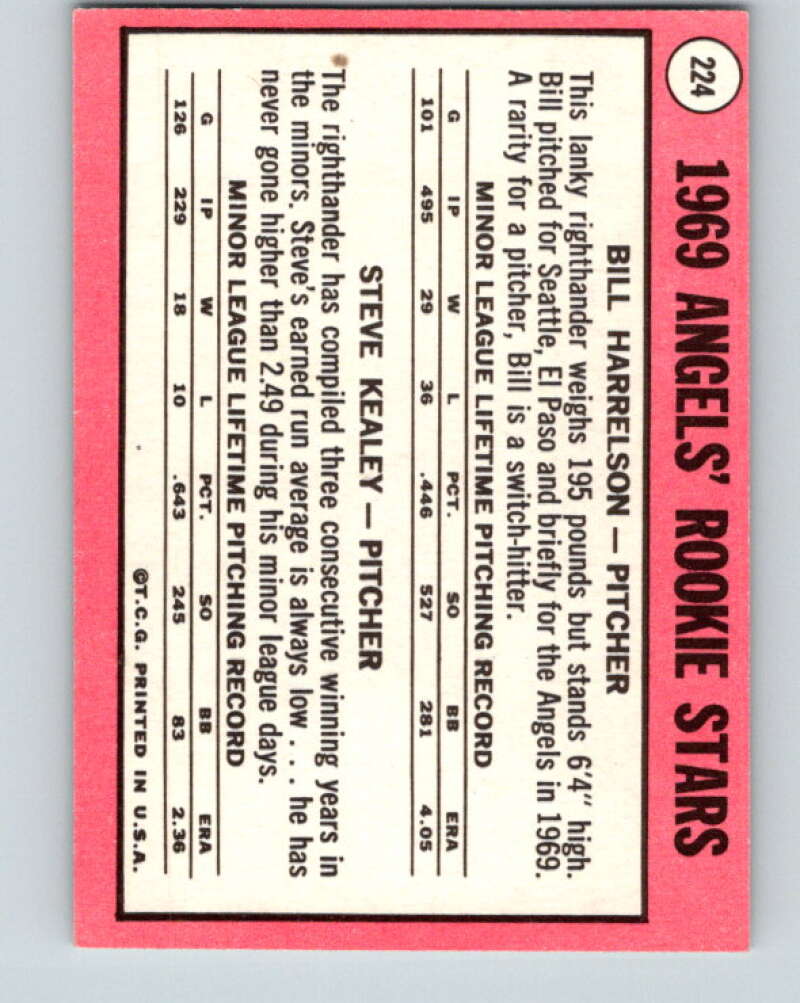 224
1969 ANGELS' ROOKIE STARS
BILL HARRELSON — PITCHER
This lanky righthander weighs 195 pounds but stands 6'4" high.
Bill pitched for Seattle, El Paso and briefly for the Angels in 1969.
A rarity for a pitcher, Bill is a switch-hitter.
MINOR LEAGUE LIFETIME PITCHING RECORD
G IP W L PCT. SO BB ERA
101 495 29 36 .446 527 281 4.05
STEVE KEALEY — PITCHER
The righthander has compiled three consecutive winning years in
the minors. Steve's earned run average is always low . . . he has
never gone higher than 2.49 during his minor league days.
MINOR LEAGUE LIFETIME PITCHING RECORD
G IP W L PCT. SO BB ERA
126 229 18 10 .643 245 83 2.36
©T.C.G. PRINTED IN U.S.A.